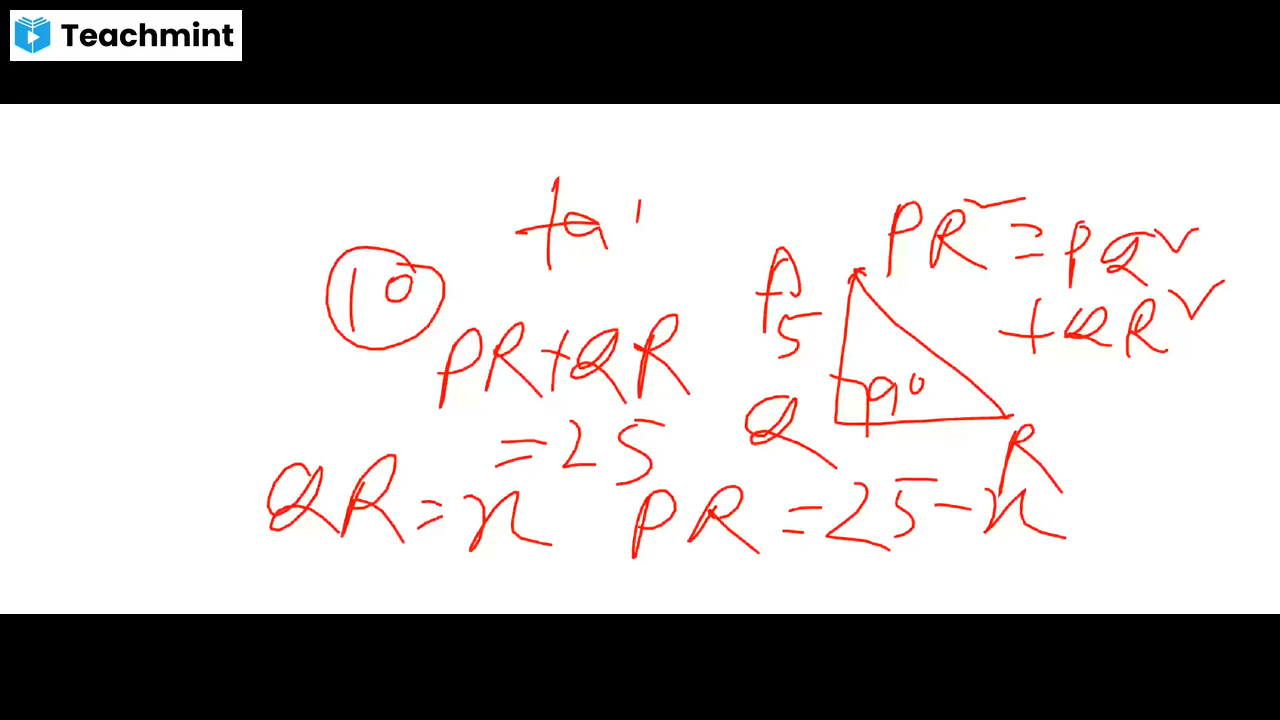 Teachmint
ta
10
PR+QR
=25
QR=x PR=25-x
PR²=PQ²
+QR²
P
5
Q
90
R